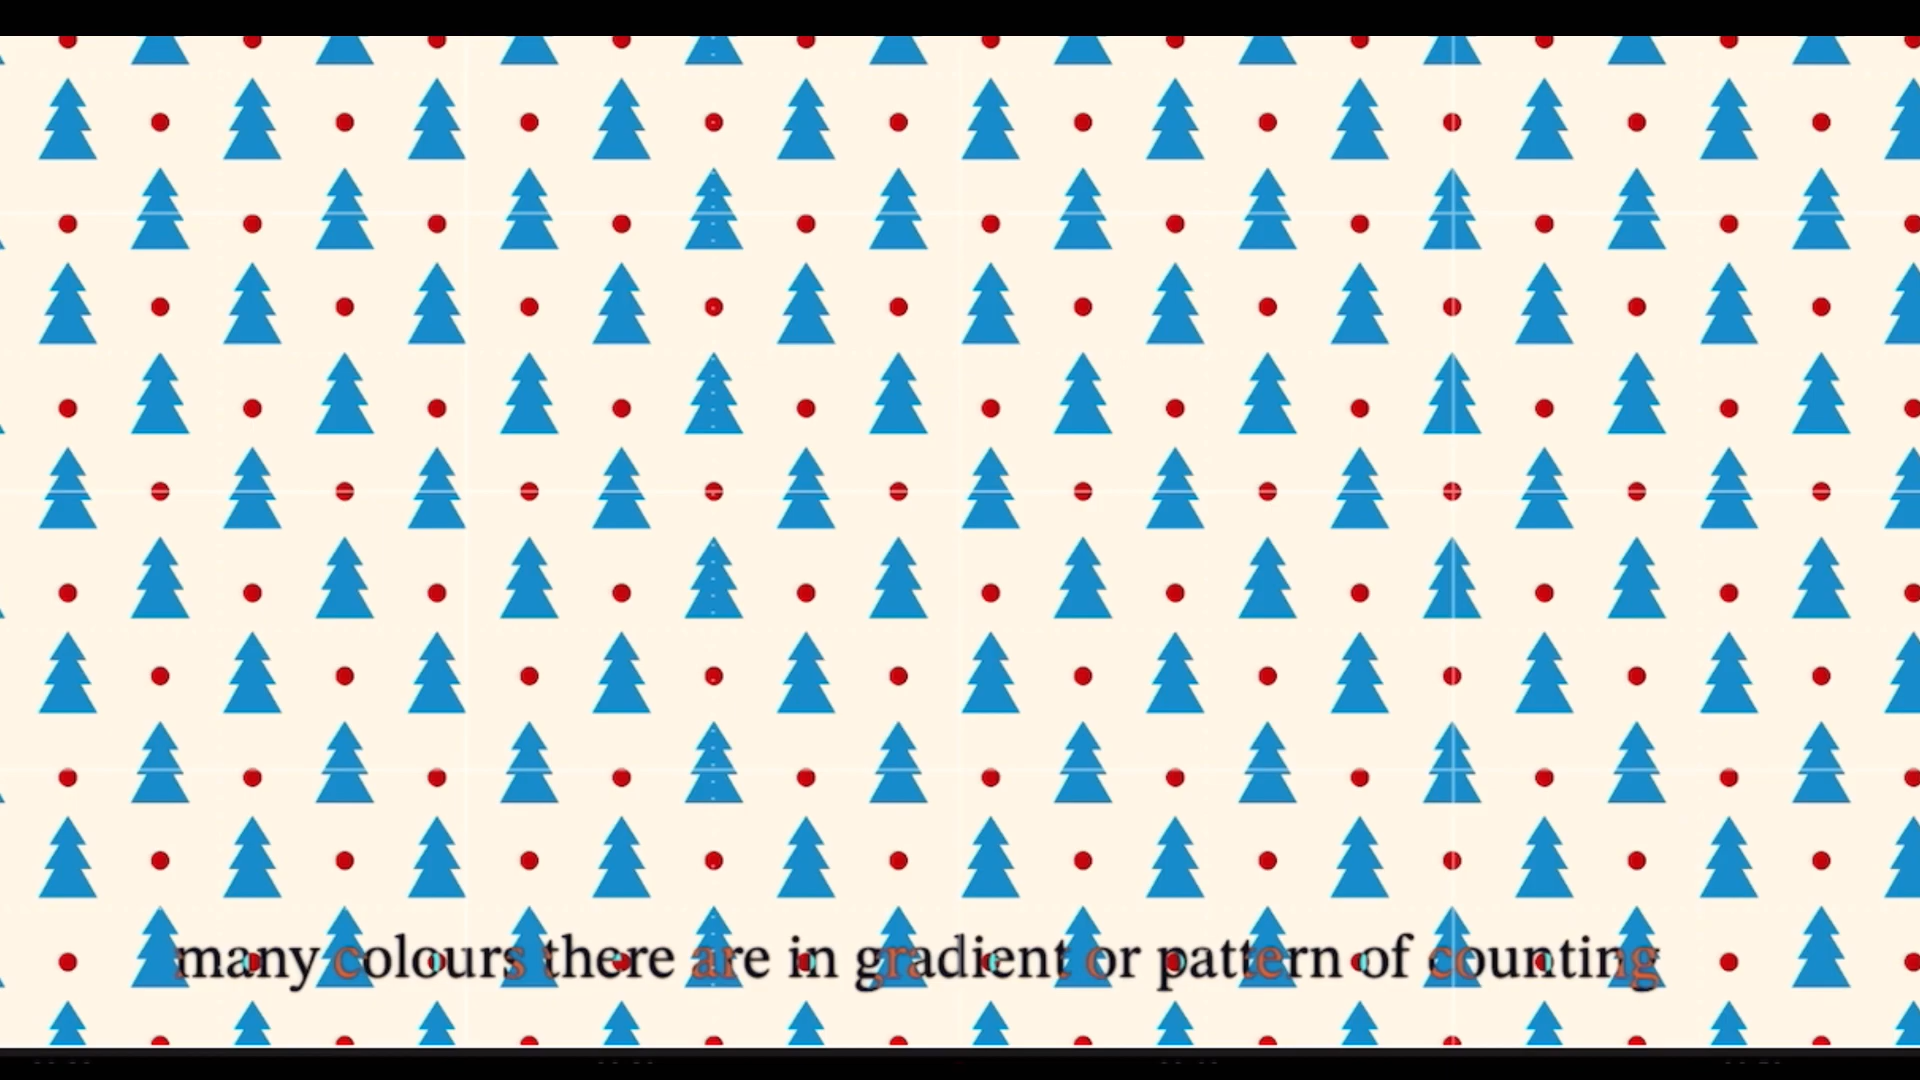 many colours there are in gradient or pattern of counting